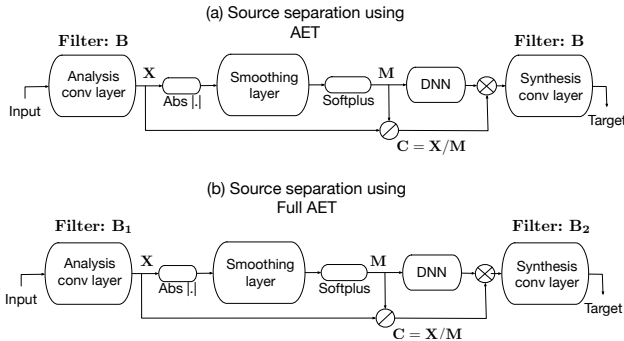 (a) Source separation using
AET
Filter: B
Filter: B
Input
Analysis
conv layer
X
Abs |.|
Smoothing
layer
Softplus
M
DNN
C = X/M
Synthesis
conv layer
Target
(b) Source separation using
Full AET
Filter: B₁
Filter: B₂
Input
Analysis
conv layer
X
Abs |.|
Smoothing
layer
Softplus
M
DNN
C = X/M
Synthesis
conv layer
Target